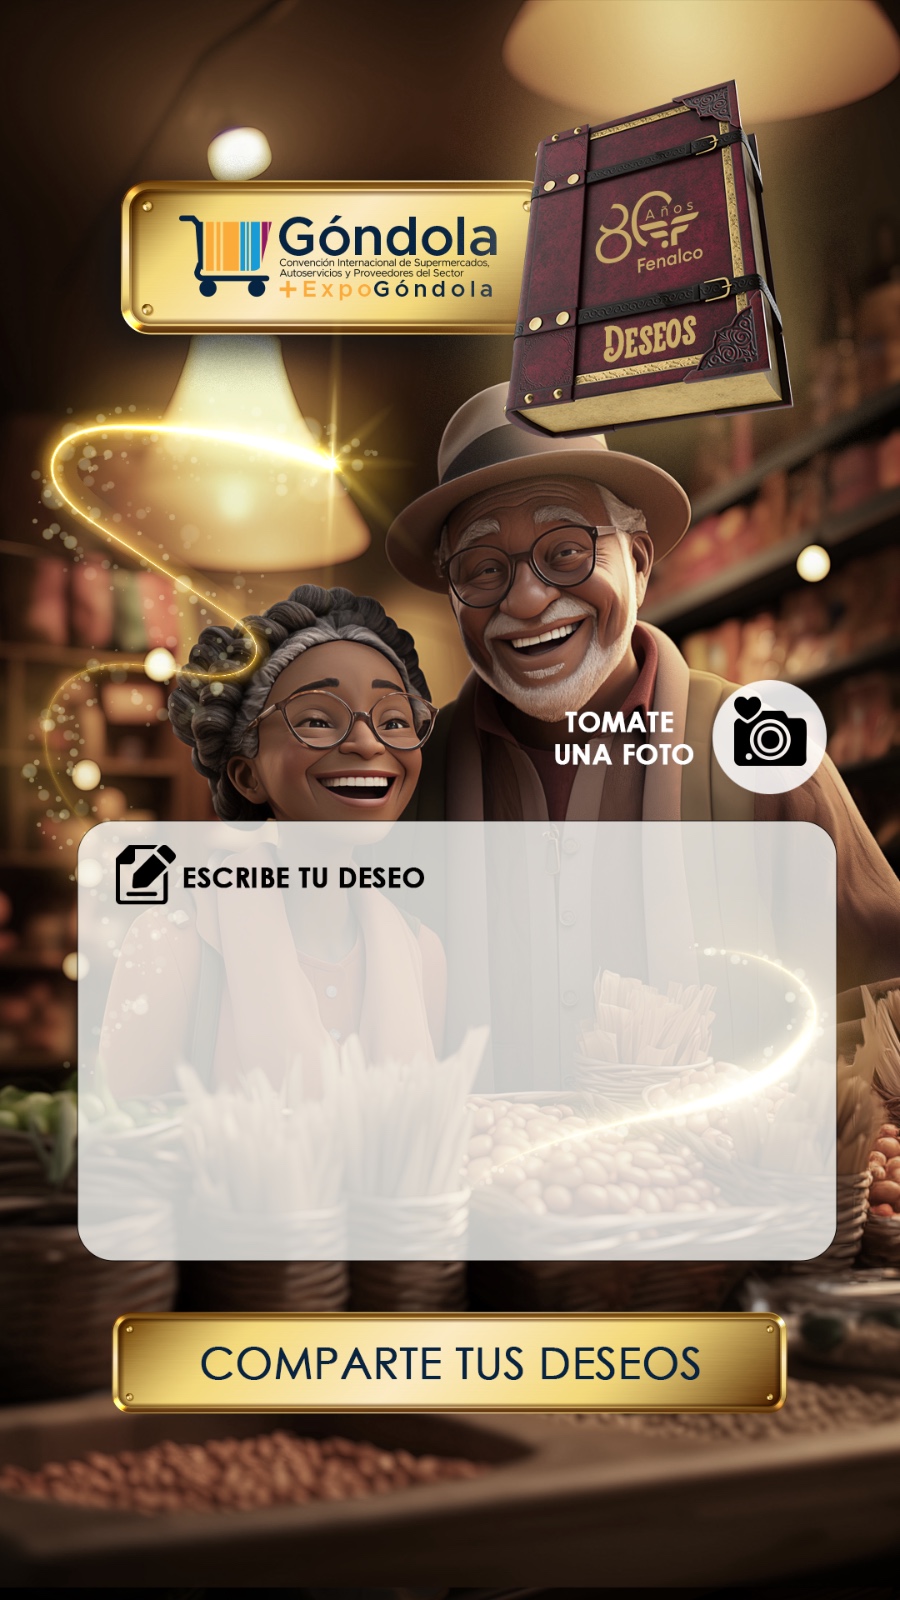 Góndola
Convención Internacional de Supermercados,
Autoservicios y Proveedores del Sector
+ExpoGóndola
80 Años
Fenalco
DESEOS
TOMATE
UNA FOTO
ESCRIBE TU DESEO
COMPARTE TUS DESEOS